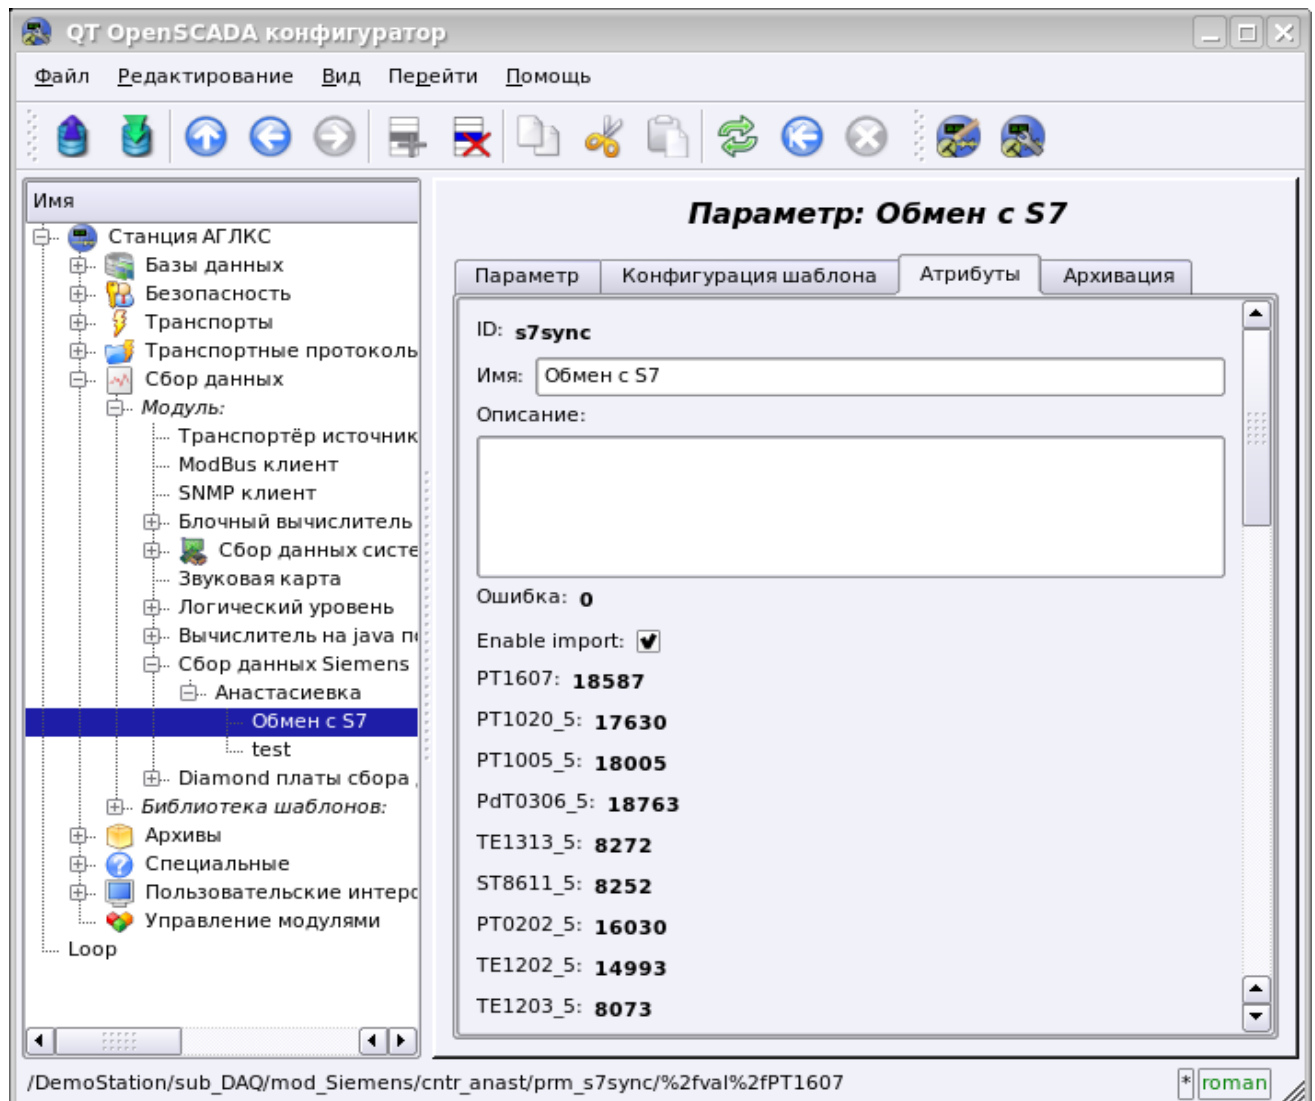 QT OpenSCADA конфигуратор
Файл Редактирование Вид Перейти Помощь
Имя
Станция АГЛКС
Базы данных
Безопасность
Транспорты
Транспортные протоколь
Сбор данных
Модуль:
Транспортёр источник
ModBus клиент
SNMP клиент
Блочный вычислитель
Сбор данных систе
Звуковая карта
Логический уровень
Вычислитель на java п
Сбор данных Siemens
Анастасиевка
Обмен с S7
test
Diamond платы сбора
Библиотека шаблонов:
Архивы
Специальные
Пользовательские интерс
Управление модулями
Loop
Параметр: Обмен с S7
Параметр Конфигурация шаблона Атрибуты Архивация
ID: s7sync
Имя: Обмен с S7
Описание:
Ошибка: 0
Enable import:
PT1607: 18587
PT1020_5: 17630
PT1005_5: 18005
PdT0306_5: 18763
TE1313_5: 8272
ST8611_5: 8252
PT0202_5: 16030
TE1202_5: 14993
TE1203_5: 8073
/DemoStation/sub_DAQ/mod_Siemens/cntr_anast/prm_s7sync/%2fval%2fPT1607
* roman